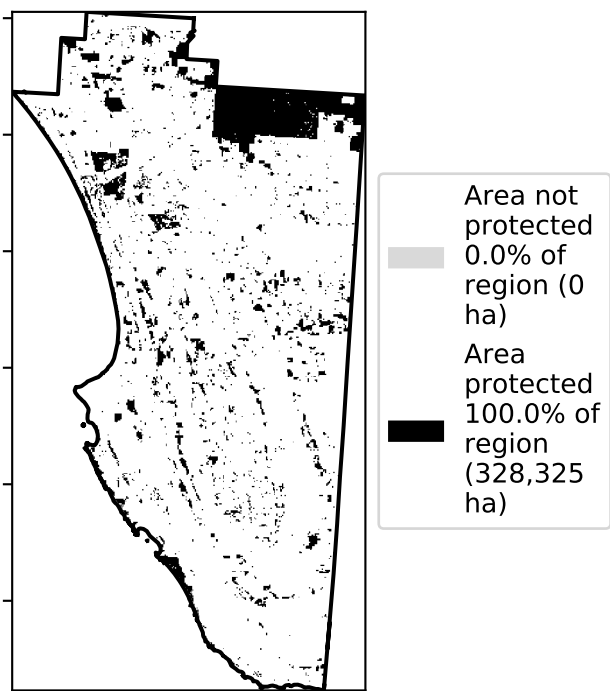 Area not
protected
0.0% of
region (0
ha)
Area
protected
100.0% of
region
(328,325
ha)